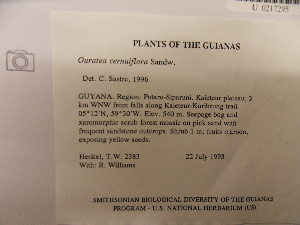 U 0217295
PLANTS OF THE GUIANAS
Ouratea cernuiflora Sandw.
Det. C. Sastre, 1996
GUYANA. Region: Potaro-Siparuni. Kaieteur plateau; 3
km WNW from falls along Kaieteur-Kuribrong trail.
05°12'N, 59°30'W. Elev. 540 m. Seepage bog and
xeromorphic scrub forest mosaic on pink sand with
frequent sandstone outcrops. Shrub 1 m; fruits maroon,
exposing yellow seeds.
Henkel, T.W. 2383 22 July 1993
With: R. Williams
SMITHSONIAN BIOLOGICAL DIVERSITY OF THE GUIANAS
PROGRAM - U.S. NATIONAL HERBARIUM (US)